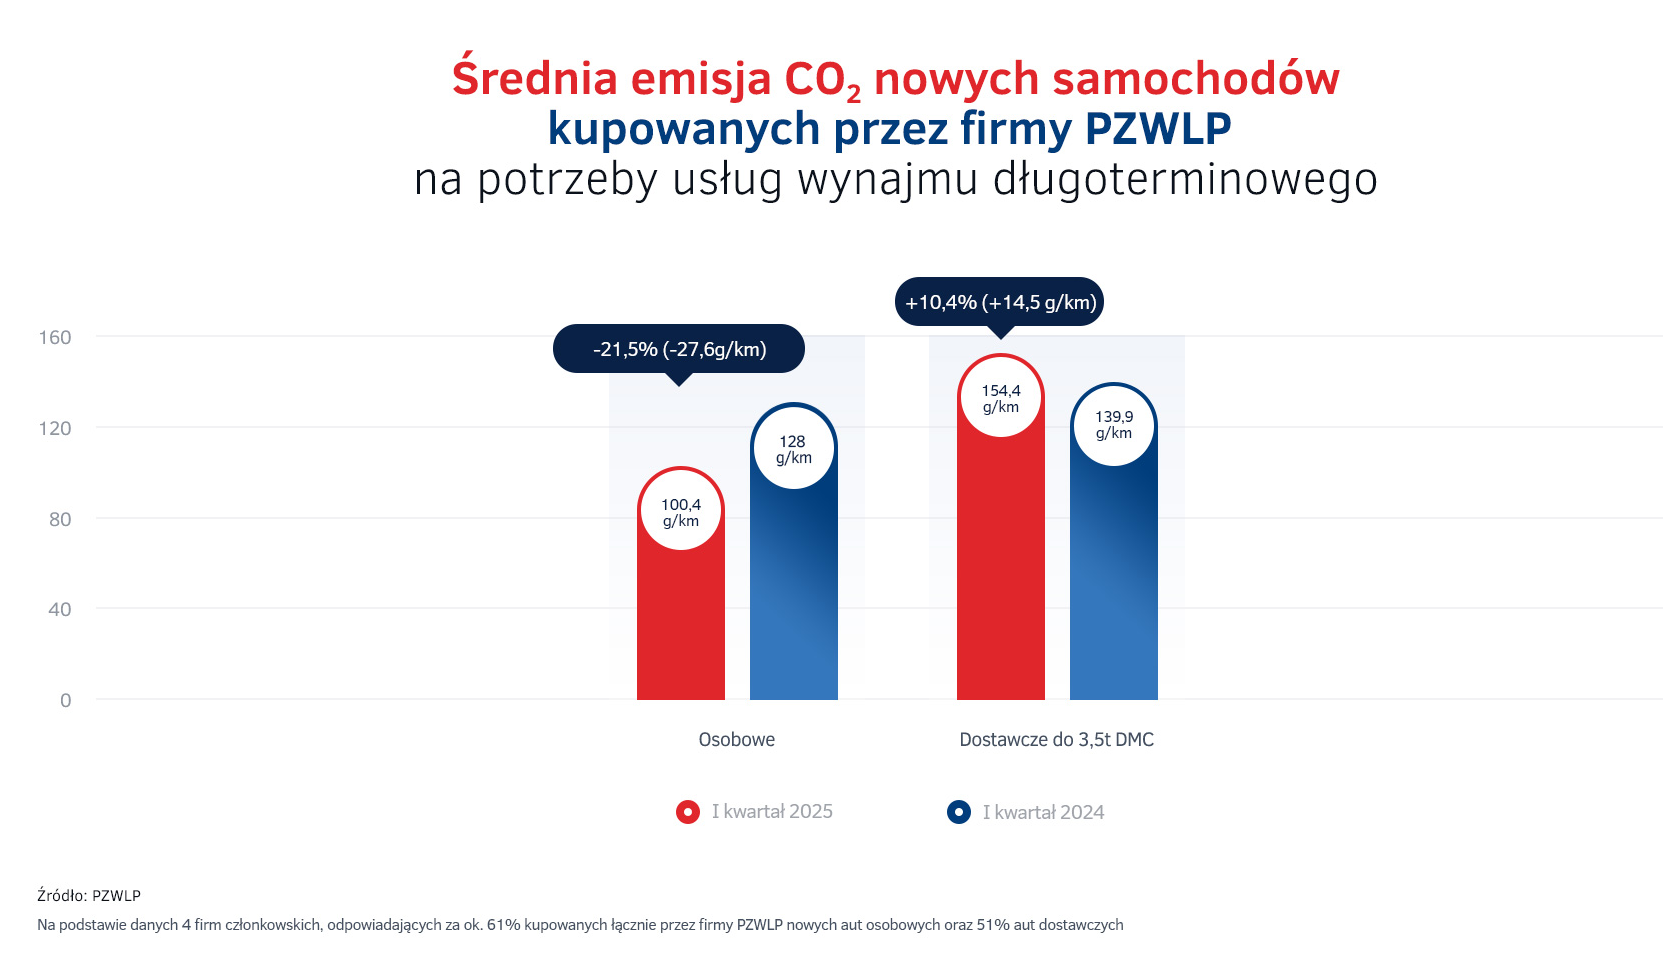 Średnia emisja CO₂ nowych samochodów
kupowanych przez firmy PZWLP
na potrzeby usług wynajmu długoterminowego
+10,4% (+14,5 g/km)
-21,5% (-27,6g/km)
160
120
80
40
0
100,4
g/km
128
g/km
154,4
g/km
139,9
g/km
Osobowe
Dostawcze do 3,5t DMC
I kwartał 2025
I kwartał 2024
Źródło: PZWLP
Na podstawie danych 4 firm członkowskich, odpowiadających za ok. 61% kupowanych łącznie przez firmy PZWLP nowych aut osobowych oraz 51% aut dostawczych